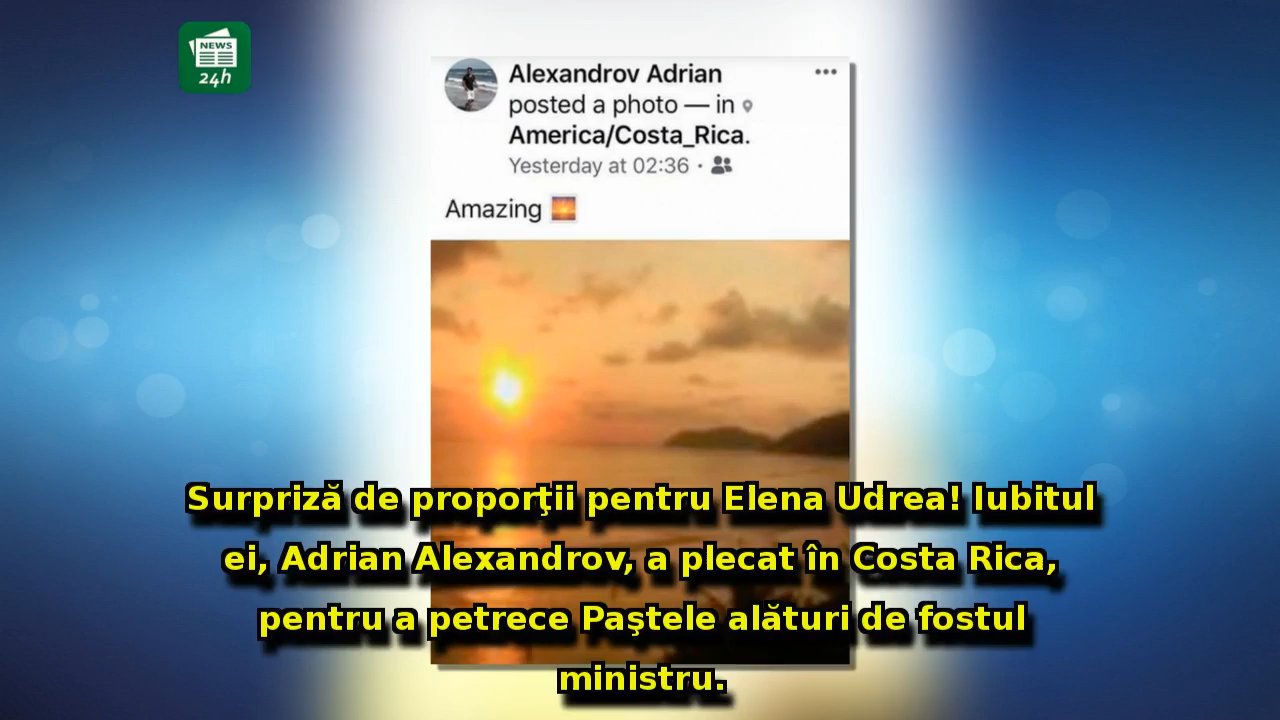 NEWS
24h
Alexandrov Adrian
posted a photo — in
America/Costa_Rica.
Yesterday at 02:36 ·
Amazing
Surpriză de proporţii pentru Elena Udrea! Iubitul
ei, Adrian Alexandrov, a plecat în Costa Rica,
pentru a petrece Paştele alături de fostul
ministru.